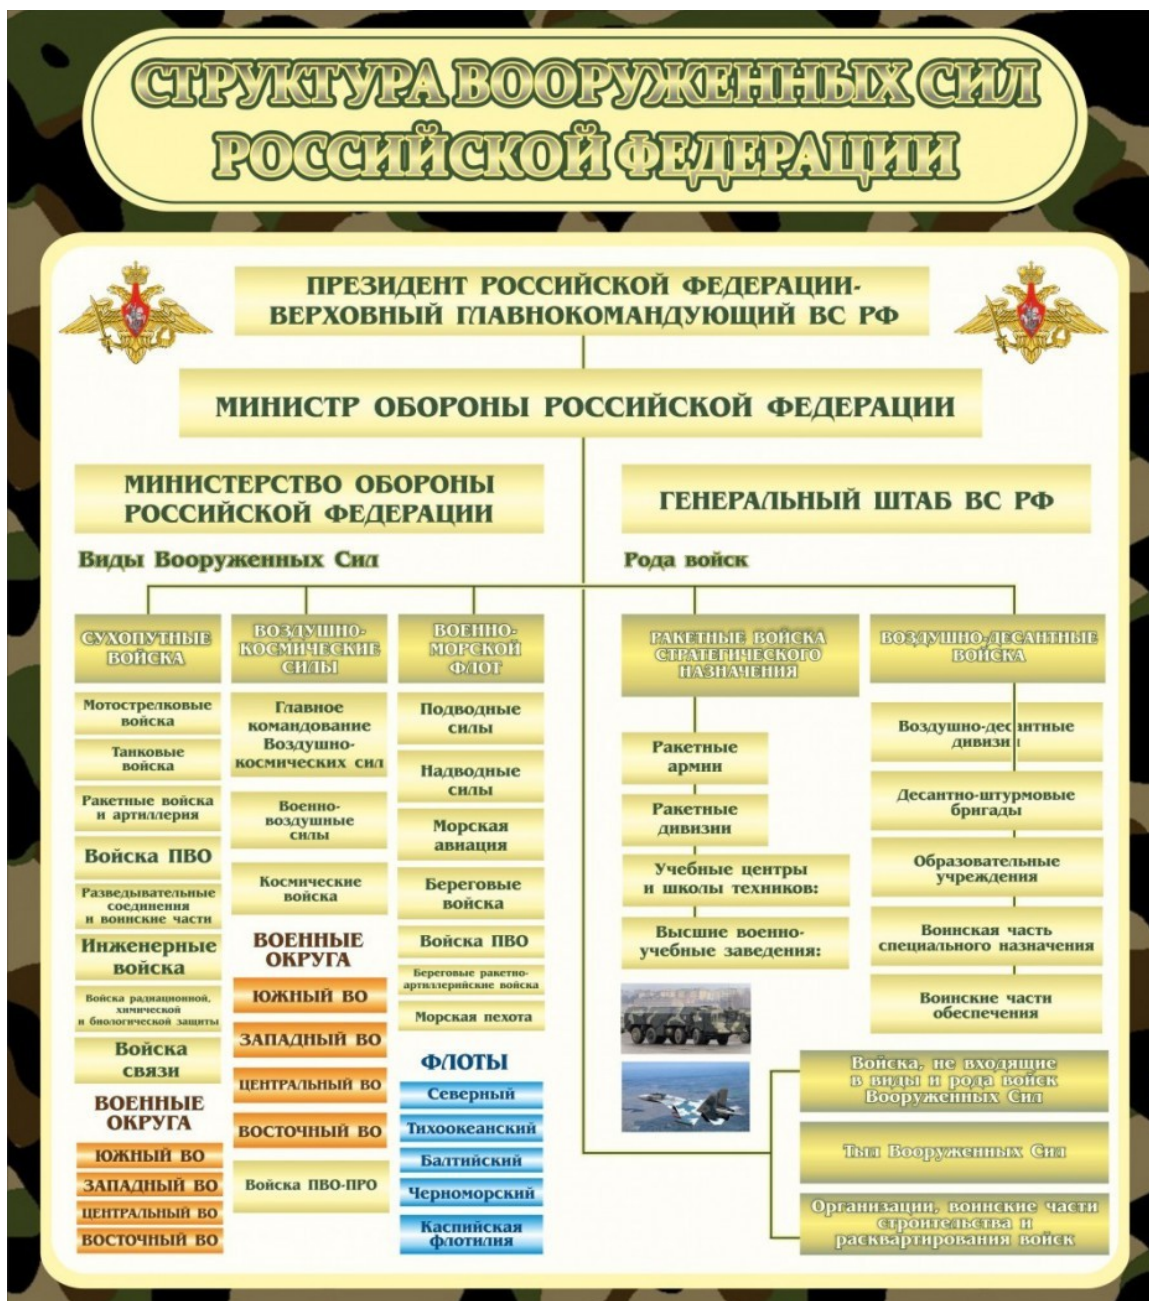 СТРУКТУРА ВООРУЖЕННЫХ СИЛ
РОССИЙСКОЙ ФЕДЕРАЦИИ
ПРЕЗИДЕНТ РОССИЙСКОЙ ФЕДЕРАЦИИ-
ВЕРХОВНЫЙ ГЛАВНОКОМАНДУЮЩИЙ ВС РФ
МИНИСТР ОБОРОНЫ РОССИЙСКОЙ ФЕДЕРАЦИИ
МИНИСТЕРСТВО ОБОРОНЫ
РОССИЙСКОЙ ФЕДЕРАЦИИ
ГЕНЕРАЛЬНЫЙ ШТАБ ВС РФ
Виды Вооруженных Сил
Рода войск
СУХОПУТНЫЕ
ВОЙСКА
Мотострелковые
войска
Танковые
войска
Ракетные войска
и артиллерия
Войска ПВО
Разведывательные
соединения
и воинские части
Инженерные
войска
Войска радиационной,
химической
и биологической защиты
Войска
связи
ВОЕННЫЕ
ОКРУГА
ЮЖНЫЙ ВО
ЗАПАДНЫЙ ВО
ЦЕНТРАЛЬНЫЙ ВО
ВОСТОЧНЫЙ ВО
ВОЗДУШНО-
КОСМИЧЕСКИЕ
СИЛЫ
Главное
командование
Воздушно-
космических сил
Военно-
воздушные
силы
Космические
войска
ВОЕННЫЕ
ОКРУГА
ЮЖНЫЙ ВО
ЗАПАДНЫЙ ВО
ЦЕНТРАЛЬНЫЙ ВО
ВОСТОЧНЫЙ ВО
Войска ПВО-ПРО
ВОЕННО-
МОРСКОЙ
ФЛОТ
Подводные
силы
Надводные
силы
Морская
авиация
Береговые
войска
Войска ПВО
Береговые ракетно-
артиллерийские войска
Морская пехота
ФЛОТЫ
Северный
Тихоокеанский
Балтийский
Черноморский
Каспийская
флотилия
РАКЕТНЫЕ ВОЙСКА
СТРАТЕГИЧЕСКОГО
НАЗНАЧЕНИЯ
Ракетные
армии
Ракетные
дивизии
Учебные центры
и школы техников:
Высшие военно-
учебные заведения:
ВОЗДУШНО-ДЕСАНТНЫЕ
ВОЙСКА
Воздушно-десантные
дивизии
Десантно-штурмовые
бригады
Образовательные
учреждения
Воинская часть
специального назначения
Воинские части
обеспечения
Войска, не входящие
в виды и рода войск
Вооруженных Сил
Тыл Вооруженных Сил
Организации, воинские части
строительства и
расквартирования войск